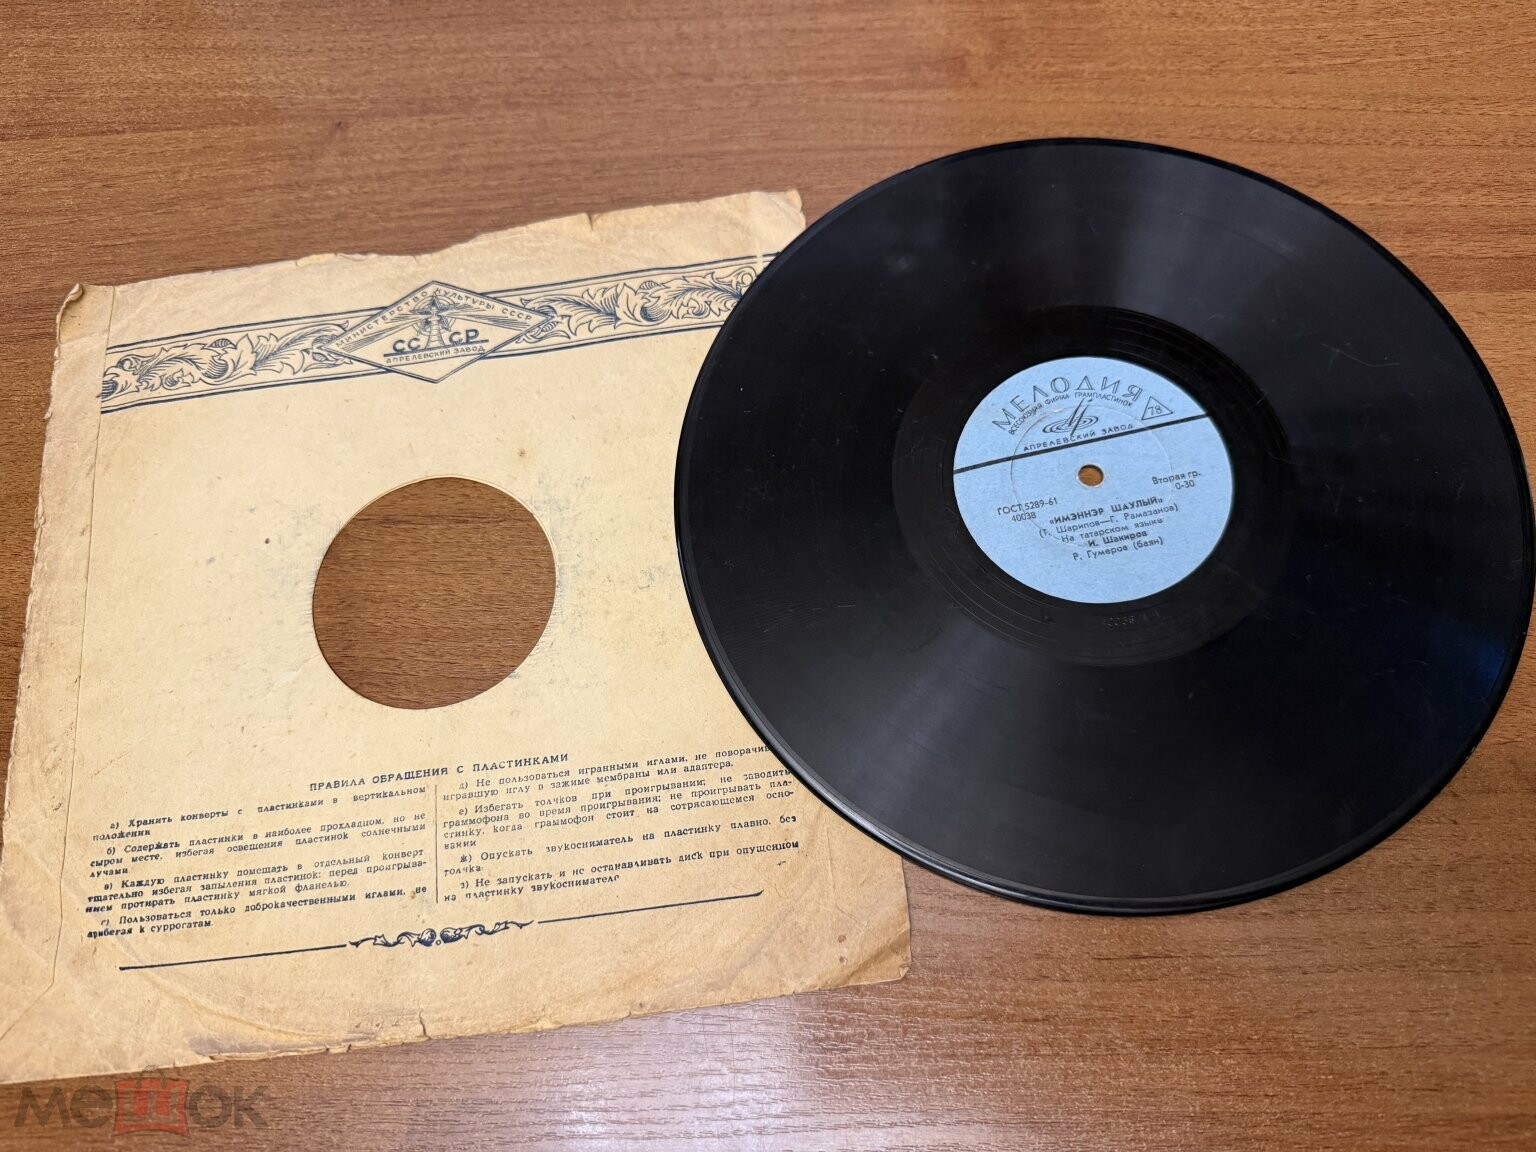 МИНИСТЕРСТВО КУЛЬТУРЫ СССР
СССР
АПРЕЛЕВСКИЙ ЗАВОД
ПРАВИЛА ОБРАЩЕНИЯ С ПЛАСТИНКАМИ
а) Хранить конверты с пластинками в вертикальном
положении
б) Содержать пластинки в наиболее прохладном, но не
сыром месте, избегая освещения пластинок солнечными
лучами
в) Каждую пластинку помещать в отдельный конверт
тщательно избегая запыления пластинок; перед проигрыва-
нием протирать пластинку мягкой фланелью.
г) Пользоваться только доброкачественными иглами, не
прибегая к суррогатам.
д) Не пользоваться игранными иглами, не поворачив
игравшую иглу в зажиме мембраны или адаптера.
е) Избегать толчков при проигрывании; не заводить
граммофона во время проигрывания; не проигрывать пла-
стинку, когда граммофон стоит на сотрясающемся осно-
вании
ж) Опускать звукосниматель на пластинку плавно, без
толчка
з) Не запускать и не останавливать диск при опущенном
на пластинку звукоснимателе
МЕЛОДИЯ
ВСЕСОЮЗНАЯ ФИРМА ГРАМПЛАСТИНОК
78
АПРЕЛЕВСКИЙ ЗАВОД
ГОСТ 5289-61
Вторая гр.
40038
0-30
«ИМЭННЭР ШАУЛЫЙ»
(Т. Шарипов—Г. Рамазанов)
На татарском языке
И. Шакиров
Р. Гумеров (баян)
мешок